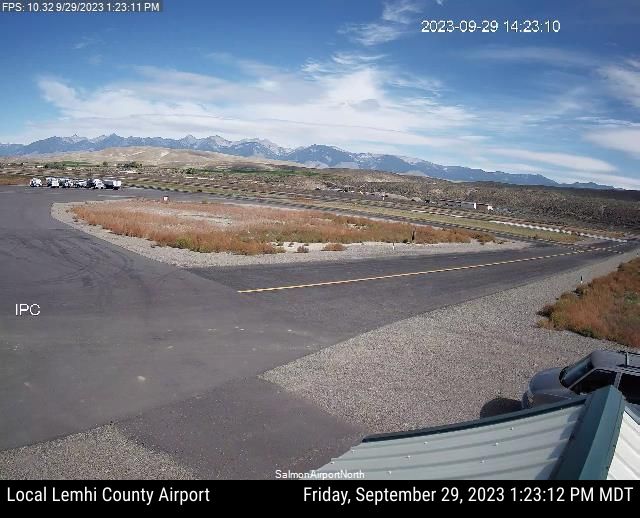 FPS: 10.32 9/29/2023 1:23:11 PM
2023-09-29 14:23:10
IPC
SalmonAirportNorth
Local Lemhi County Airport
Friday, September 29, 2023 1:23:12 PM MDT